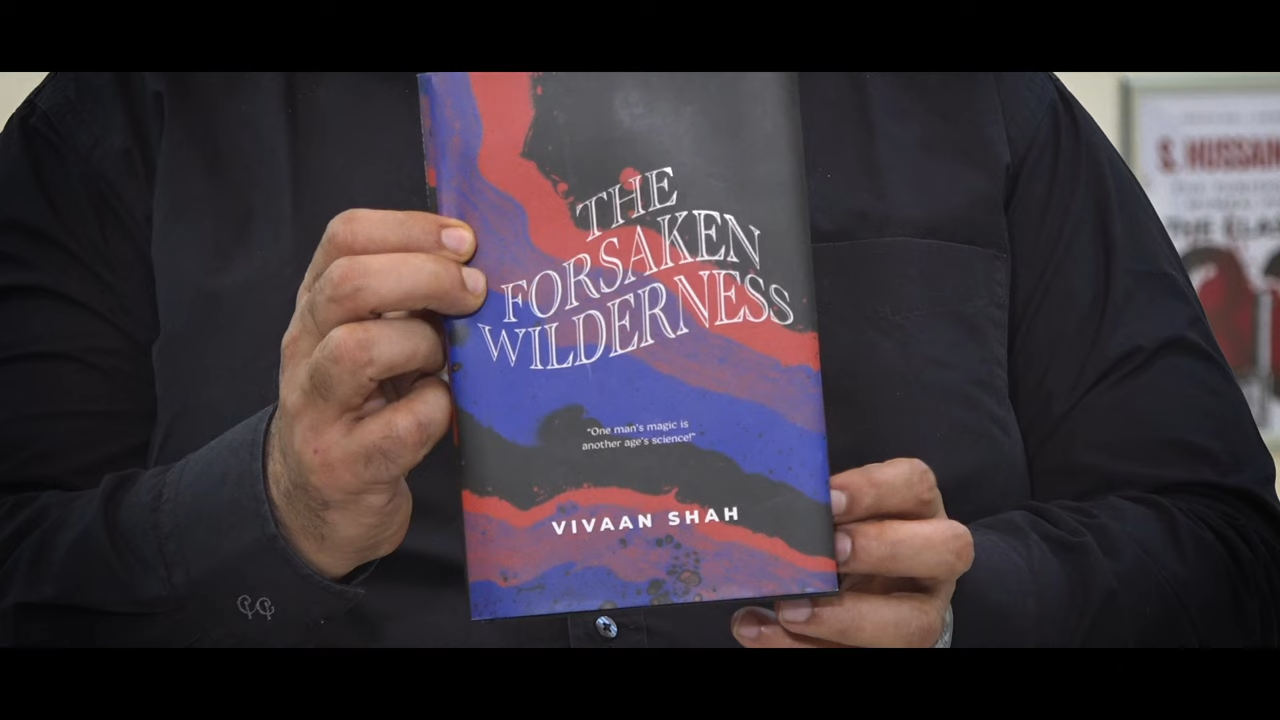 THE
FORSAKEN
WILDERNESS
"One man's magic is
another age's science!"
VIVAAN SHAH
S. HUSSAIN